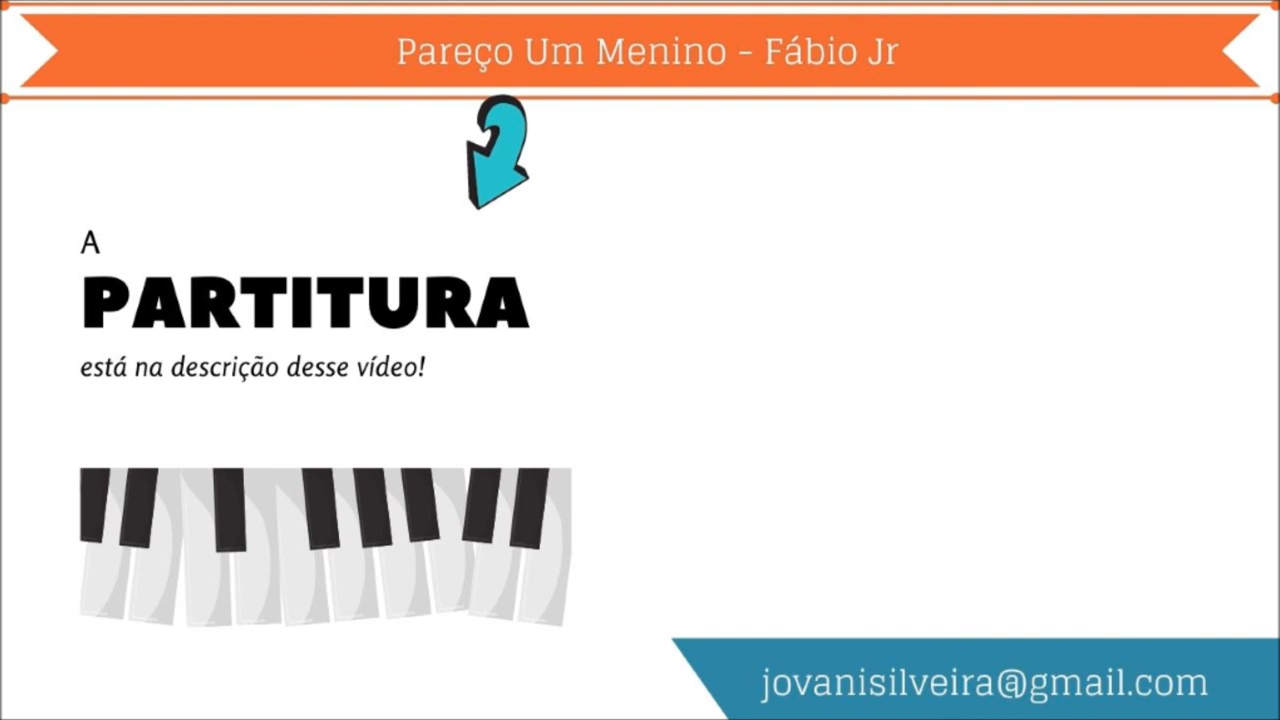 Pareço Um Menino - Fábio Jr
A
PARTITURA
está na descrição desse vídeo!
jovanisilveira@gmail.com